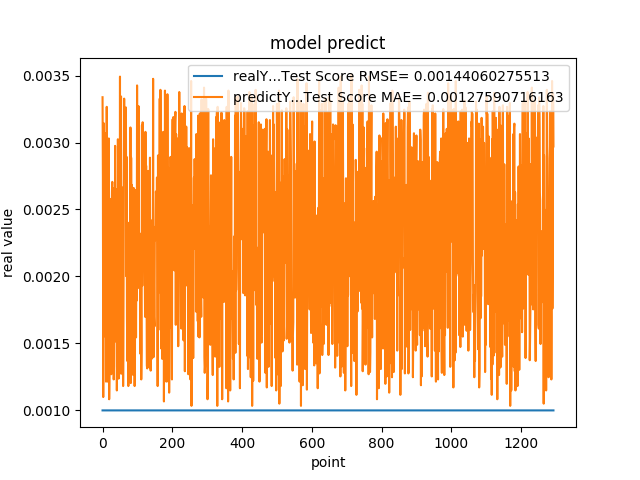 model predict
realY...Test Score RMSE= 0.00144060275513
predictY...Test Score MAE= 0.00127590716163
0.0035
0.0030
0.0025
0.0020
0.0015
0.0010
real value
0 200 400 600 800 1000 1200
point